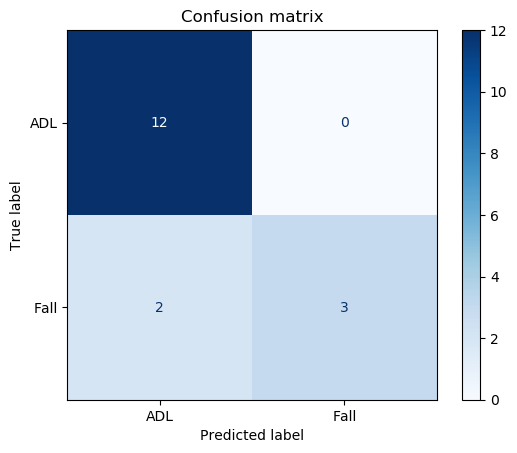 Confusion matrix
True label
ADL
12
0
Fall
2
3
ADL
Fall
Predicted label
12
10
8
6
4
2
0